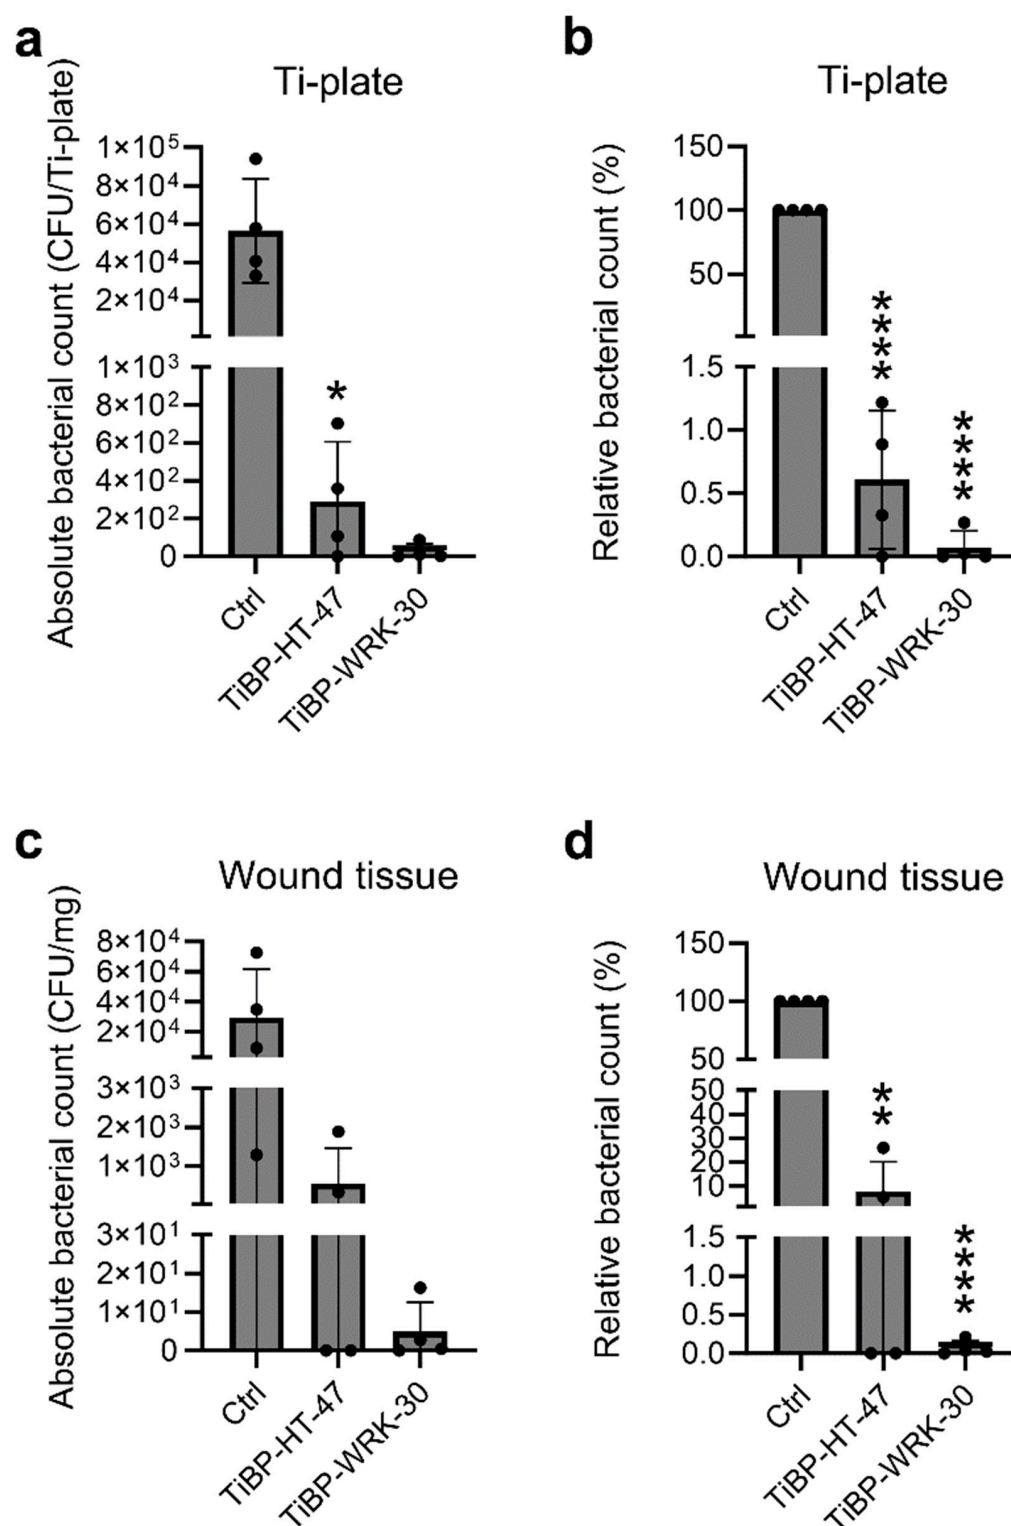 a
Ti-plate
Absolute bacterial count (CFU/Ti-plate)
1×10⁵
8×10⁴
6×10⁴
4×10⁴
2×10⁴
1×10³
8×10²
6×10²
4×10²
2×10²
0
*
Ctrl
TiBP-HT-47
TiBP-WRK-30
b
Ti-plate
Relative bacterial count (%)
150
100
50
1.5
1.0
0.5
0.0
****
****
Ctrl
TiBP-HT-47
TiBP-WRK-30
c
Wound tissue
Absolute bacterial count (CFU/mg)
8×10⁴
6×10⁴
4×10⁴
2×10⁴
3×10³
2×10³
1×10³
3×10¹
2×10¹
1×10¹
0
Ctrl
TiBP-HT-47
TiBP-WRK-30
d
Wound tissue
Relative bacterial count (%)
150
100
50
50
40
30
20
10
1.5
1.0
0.5
0.0
**
****
Ctrl
TiBP-HT-47
TiBP-WRK-30